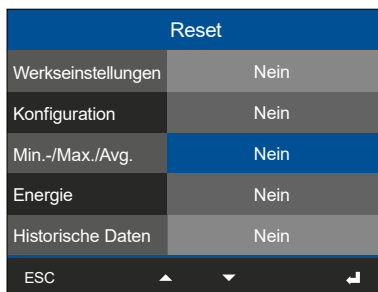 Reset
Werkseinstellungen Nein
Konfiguration Nein
Min.-/Max./Avg. Nein
Energie Nein
Historische Daten Nein
ESC